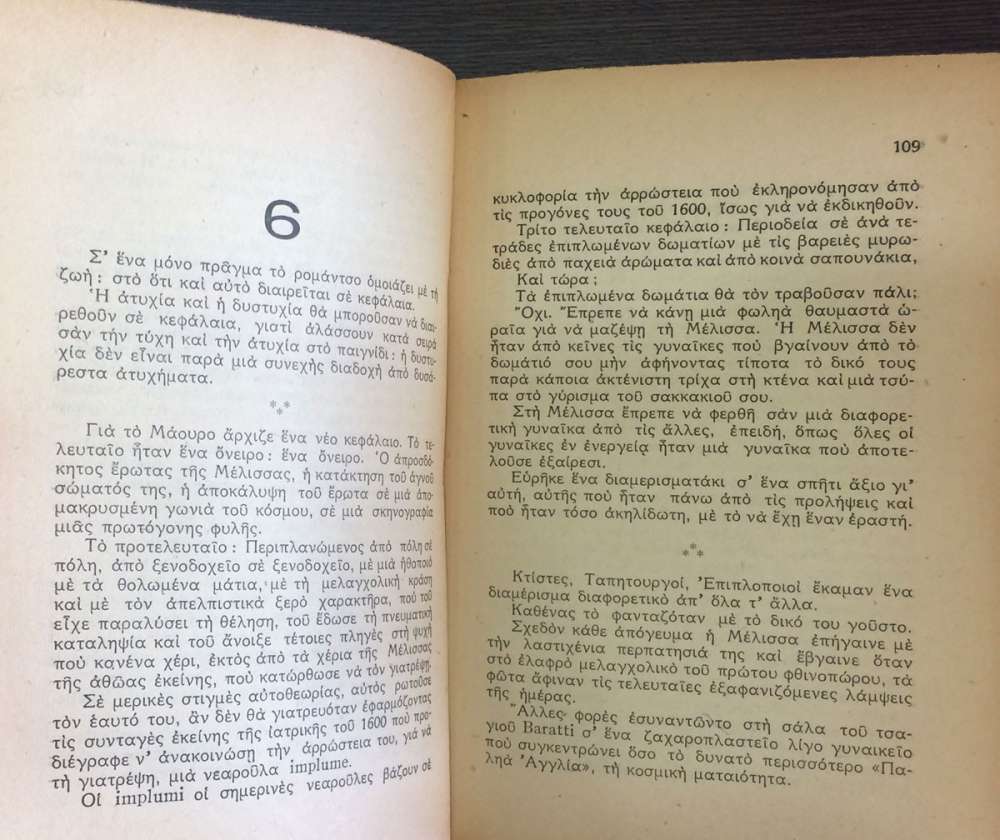 6
Σ' ἕνα μόνο πρᾶγμα τὸ ρομάντσο ὁμοιάζει μὲ τὴ
ζωὴ : στὸ ὅτι καὶ αὐτὸ διαιρεῖται σὲ κεφάλαια.
Ἡ ἀτυχία καὶ ἡ δυστυχία θὰ μποροῦσαν νὰ διαι-
ρεθοῦν σὲ κεφάλαια, γιατὶ ἀλάσσουν κατὰ σειρὰ
σὰν τὴν τύχη καὶ τὴν ἀτυχία στὸ παιγνίδι : ἡ δυστυ-
χία δὲν εἶναι παρὰ μιὰ συνεχὴς διαδοχὴ ἀπὸ δυσά-
ρεστα ἀτυχήματα.
***
Γιὰ τὸ Μάουρο ἄρχιζε ἕνα νέο κεφάλαιο. Τὸ τε-
λευταῖο ἦταν ἕνα ὄνειρο : ἕνα ὄνειρο. Ὁ ἀπροσδό-
κητος ἔρωτας τῆς Μέλισσας, ἡ κατάκτηση τοῦ ἁγνοῦ
σώματός της, ἡ ἀποκάλυψη τοῦ ἔρωτα σὲ μιὰ ἀπο-
μακρυσμένη γωνιὰ τοῦ κόσμου, σὲ μιὰ σκηνογραφία
μιᾶς πρωτόγονης φυλῆς.
Τὸ προτελευταῖο : Περιπλανώμενος ἀπὸ πόλη σὲ
πόλη, ἀπὸ ξενοδοχεῖο σὲ ξενοδοχεῖο, μὲ μιὰ ἠθοποιὸ
μὲ τὰ θολωμένα μάτια, μὲ τὴ μελαγχολικὴ κράση
καὶ μὲ τὸν ἀπελπιστικὰ ξερὸ χαρακτῆρα, ποὺ τοῦ
εἶχε παραλύσει τὴ θέληση, τοῦ ἔδωσε τὴ πνευματικὴ
καταληψία καὶ τοῦ ἄνοιξε τέτοιες πληγὲς στὴ ψυχὴ
ποὺ κανένα χέρι, ἐκτὸς ἀπὸ τὰ χέρια τῆς Μέλισσας
τῆς ἀθώας ἐκείνης, ποὺ κατώρθωσε νὰ τὸν γιατρέψη.
Σὲ μερικὲς στιγμὲς αὐτοθεωρίας, αὐτὸς ρωτοῦσε
τὸν ἑαυτό του, ἂν δὲν θὰ γιατρευόταν ἐφαρμόζοντας
τὶς συνταγὲς ἐκείνης τῆς ἰατρικῆς τοῦ 1600 ποὺ προ-
διέγραφε ν' ἀνακοινώση τὴν ἀρρώστεια του, γιὰ νὰ
τὴ γιατρέψη, μιὰ νεαροῦλα implume.
Οἱ implumi οἱ σημερινὲς νεαροῦλες βάζουν σὲ
109
κυκλοφορία τὴν ἀρρώστεια ποὺ ἐκληρονόμησαν ἀπὸ
τὶς προγόνες τους τοῦ 1600, ἴσως γιὰ νὰ ἐκδικηθοῦν.
Τρίτο τελευταῖο κεφάλαιο : Περιοδεία σὲ ἀνὰ τε-
τράδες ἐπιπλωμένων δωματίων μὲ τὶς βαρειὲς μυρω-
διὲς ἀπὸ παχειὰ ἀρώματα καὶ ἀπὸ κοινὰ σαπουνάκια,
Καὶ τώρα ;
Τὰ ἐπιπλωμένα δωμάτια θὰ τὸν τραβοῦσαν πάλι;
Ὄχι. Ἔπρεπε νὰ κάνη μιὰ φωληὰ θαυμαστὰ ὡ-
ραῖα γιὰ νὰ μαζέψη τὴ Μέλισσα. Ἡ Μέλισσα δὲν
ἦταν ἀπὸ κεῖνες τὶς γυναῖκες ποὺ βγαίνουν ἀπὸ τὸ
δωμάτιό σου μὴ ἀφήνοντας τίποτα τὸ δικό τους
παρὰ κάποια ἀκτένιστη τρίχα στὴ κτένα καὶ μιὰ τσύ-
πα στὸ γύρισμα τοῦ σακκακιοῦ σου.
Στὴ Μέλισσα ἔπρεπε νὰ φερθῆ σὰν μιὰ διαφορε-
τικὴ γυναῖκα ἀπὸ τὶς ἄλλες, ἐπειδή, ὅπως ὅλες οἱ
γυναῖκες ἐν ἐνεργείᾳ ἦταν μιὰ γυναῖκα ποὺ ἀποτε-
λοῦσε ἐξαίρεσι.
Εὑρῆκε ἕνα διαμερισματάκι σ' ἕνα σπῆτι ἄξιο γι'
αὐτή, αὐτῆς ποὺ ἦταν πάνω ἀπὸ τὶς προλήψεις καὶ
ποὺ ἦταν τόσο ἀκηλίδωτη, μὲ τὸ νὰ ἔχη ἕναν ἐραστή.
***
Κτίστες, Ταπητουργοί, Ἐπιπλοποιοὶ ἔκαμαν ἕνα
διαμέρισμα διαφορετικὸ ἀπ' ὅλα τ' ἄλλα.
Καθένας τὸ φανταζόταν μὲ τὸ δικό του γοῦστο.
Σχεδὸν κάθε ἀπόγευμα ἡ Μέλισσα ἐπήγαινε μὲ
τὴν λαστιχένια περπατησιά της καὶ ἔβγαινε ὅταν
στὸ ἐλαφρὸ μελαγχολικὸ τοῦ πρώτου φθινοπώρου, τὰ
φῶτα ἄφιναν τὶς τελευταῖες ἐξαφανιζόμενες λάμψεις
τῆς ἡμέρας.
Ἄλλες φορὲς ἐσυναντῶντο στὴ σάλα τοῦ τσα-
γιοῦ Baratti σ' ἕνα ζαχαροπλαστεῖο λίγο γυναικεῖο
ποὺ συγκεντρώνει ὅσο τὸ δυνατὸ περισσότερο «Πα-
ληὰ Ἀγγλία», τὴ κοσμικὴ ματαιότητα.